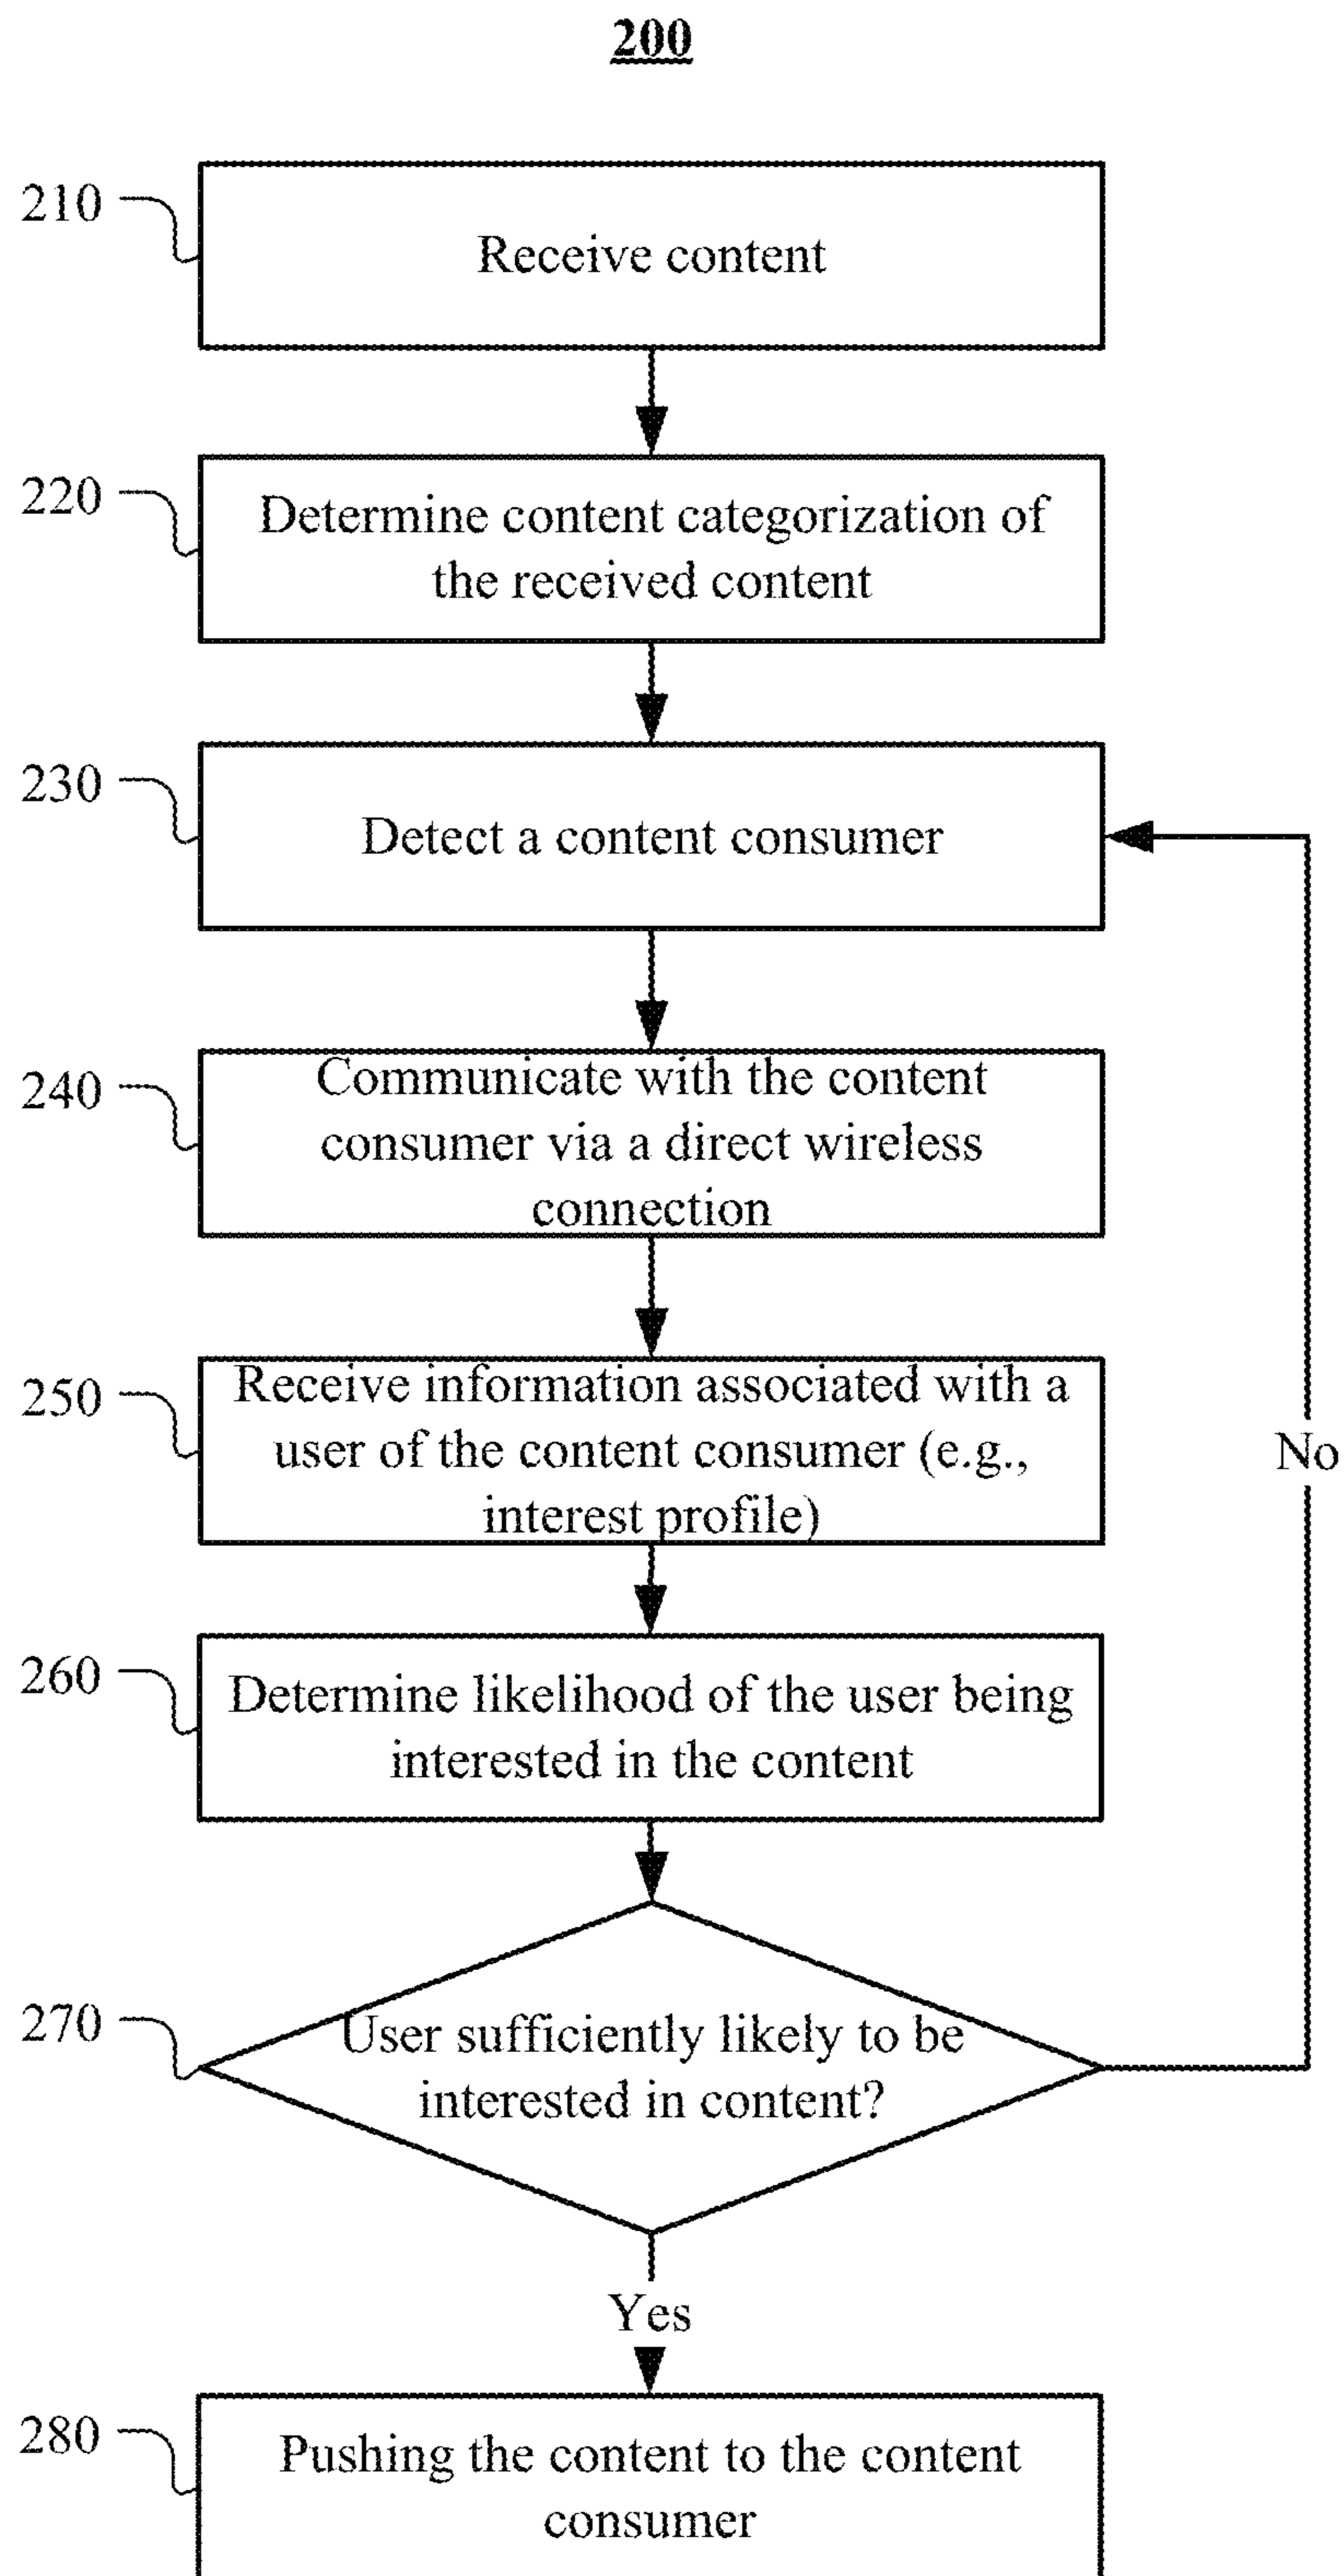 200
210
Receive content
220
Determine content categorization of
the received content
230
Detect a content consumer
240
Communicate with the content
consumer via a direct wireless
connection
250
Receive information associated with a
user of the content consumer (e.g.,
interest profile)
No
260
Determine likelihood of the user being
interested in the content
270
User sufficiently likely to be
interested in content?
Yes
280
Pushing the content to the content
consumer